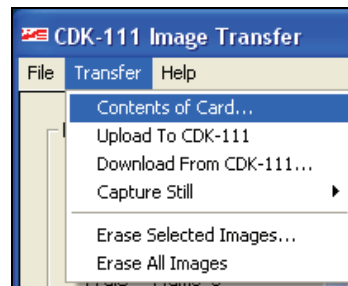 CDK-111 Image Transfer
File Transfer Help
Contents of Card...
Upload To CDK-111
Download From CDK-111...
Capture Still
Erase Selected Images...
Erase All Images